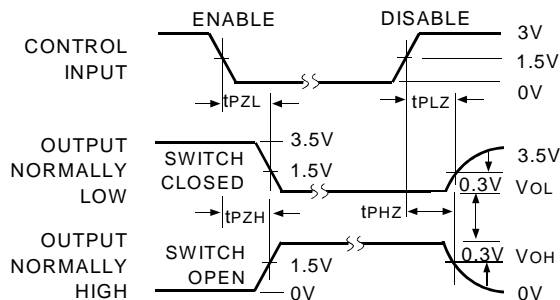 ENABLE DISABLE
CONTROL INPUT 3V
1.5V
0V
tPZL tPLZ
OUTPUT NORMALLY LOW
SWITCH CLOSED
3.5V
1.5V
3.5V
0.3V VOL
tPZH tPHZ
OUTPUT NORMALLY HIGH
SWITCH OPEN
1.5V
0V
0.3V VOH
0V